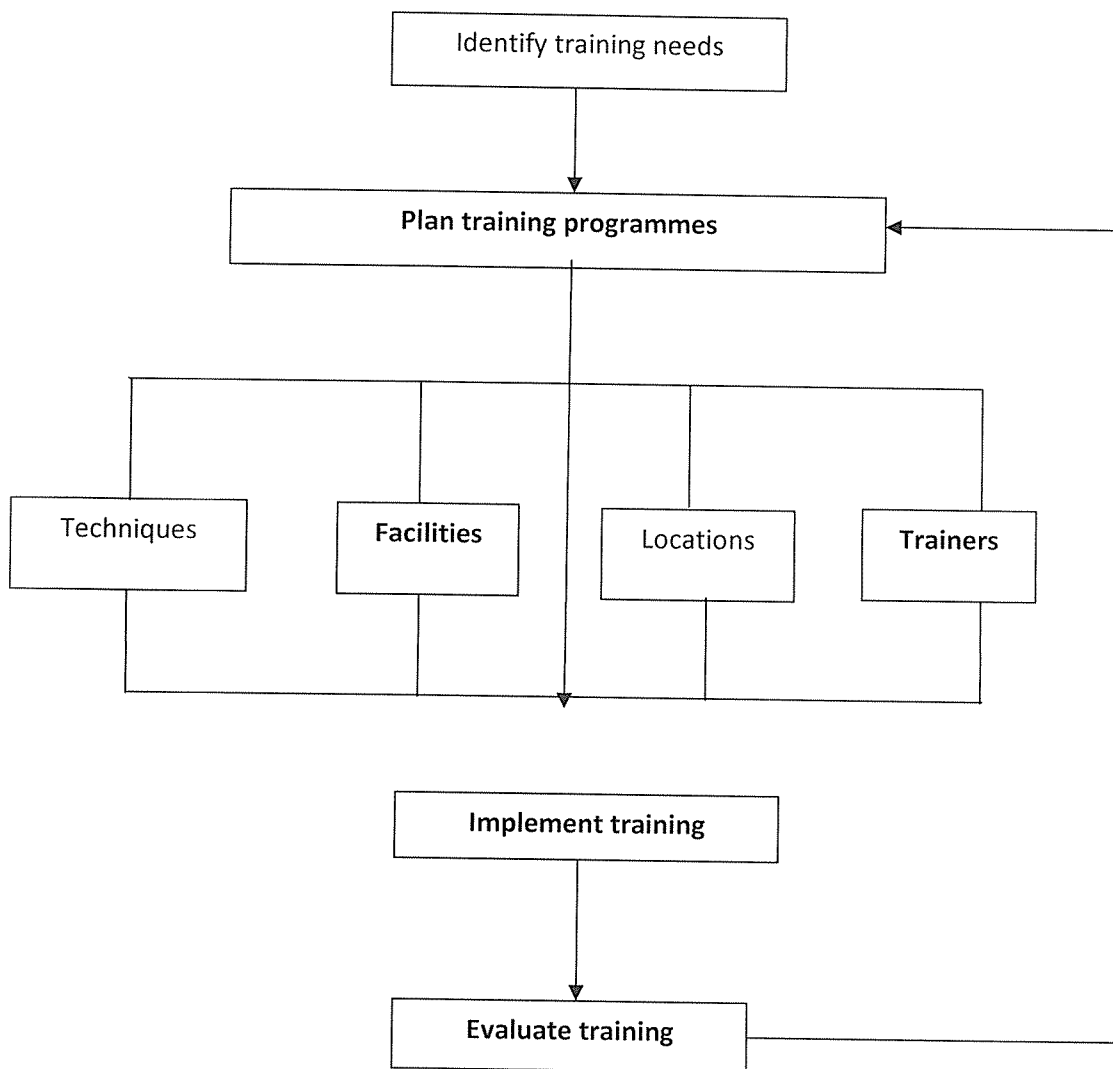 Identify training needs
Plan training programmes
Techniques
Facilities
Locations
Trainers
Implement training
Evaluate training